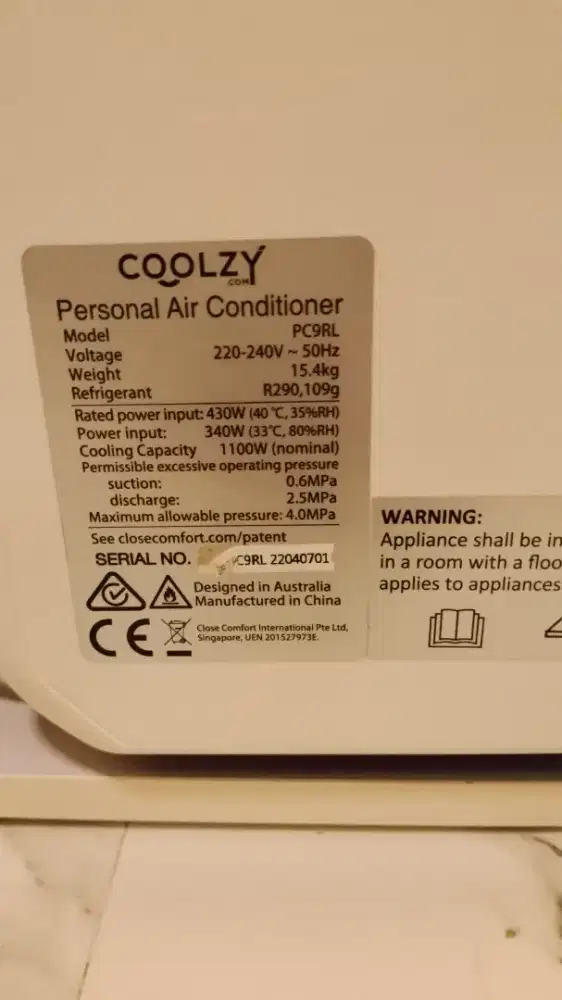 COOLZY
.COM
Personal Air Conditioner
Model PC9RL
Voltage 220-240V ~ 50Hz
Weight 15.4kg
Refrigerant R290,109g
Rated power input: 430W (40 °C, 35%RH)
Power input: 340W (33°C, 80%RH)
Cooling Capacity 1100W (nominal)
Permissible excessive operating pressure
suction: 0.6MPa
discharge: 2.5MPa
Maximum allowable pressure: 4.0MPa
See closecomfort.com/patent
SERIAL NO. PC9RL 22040701
Designed in Australia
Manufactured in China
CE
Close Comfort International Pte Ltd,
Singapore, UEN 201527973E.
WARNING:
Appliance shall be in
in a room with a floo
applies to appliances